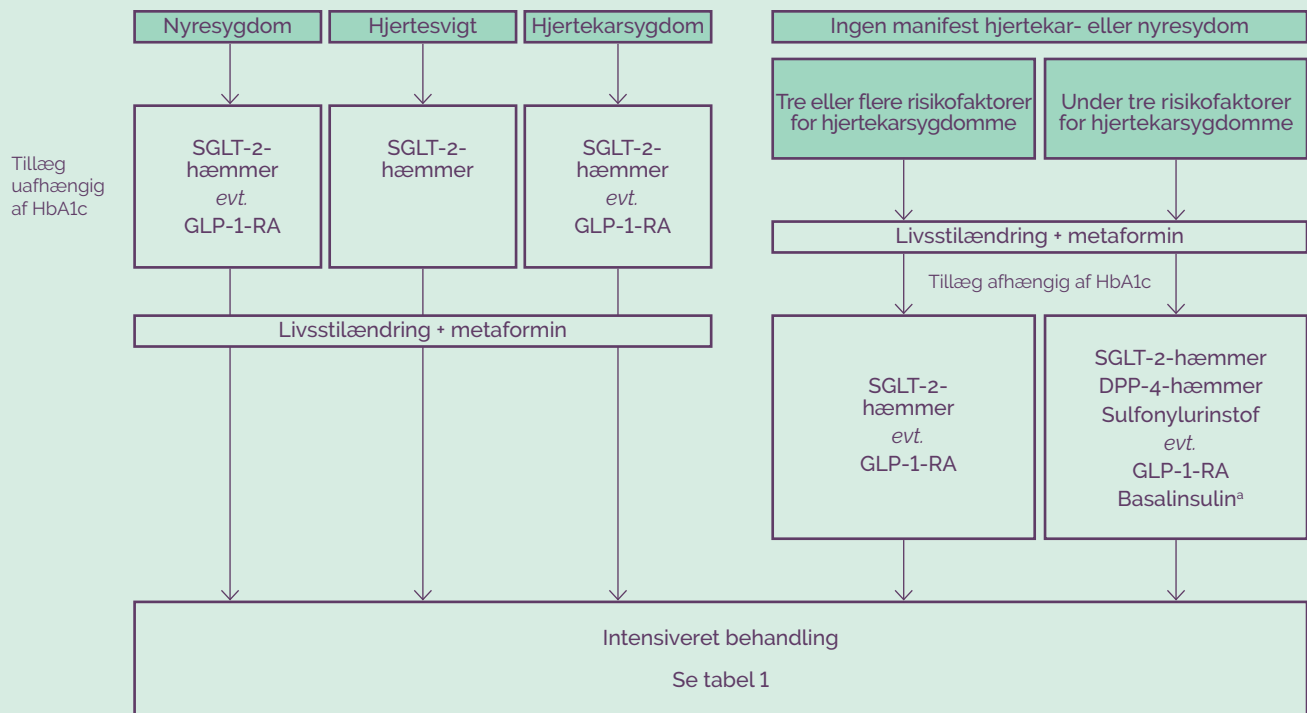 Nyresygdom
Hjertesvigt
Hjertekarsygdom
Tillæg
uafhængig
af HbA1c
SGLT-2-
hæmmer
evt.
GLP-1-RA
SGLT-2-
hæmmer
SGLT-2-
hæmmer
evt.
GLP-1-RA
Livsstilændring + metaformin
Ingen manifest hjertekar- eller nyresydom
Tre eller flere risikofaktorer
for hjertekarsygdomme
Under tre risikofaktorer
for hjertekarsygdomme
Livsstilændring + metaformin
Tillæg afhængig af HbA1c
SGLT-2-
hæmmer
evt.
GLP-1-RA
SGLT-2-hæmmer
DPP-4-hæmmer
Sulfonylurinstof
evt.
GLP-1-RA
Basalinsulinᵃ
Intensiveret behandling
Se tabel 1